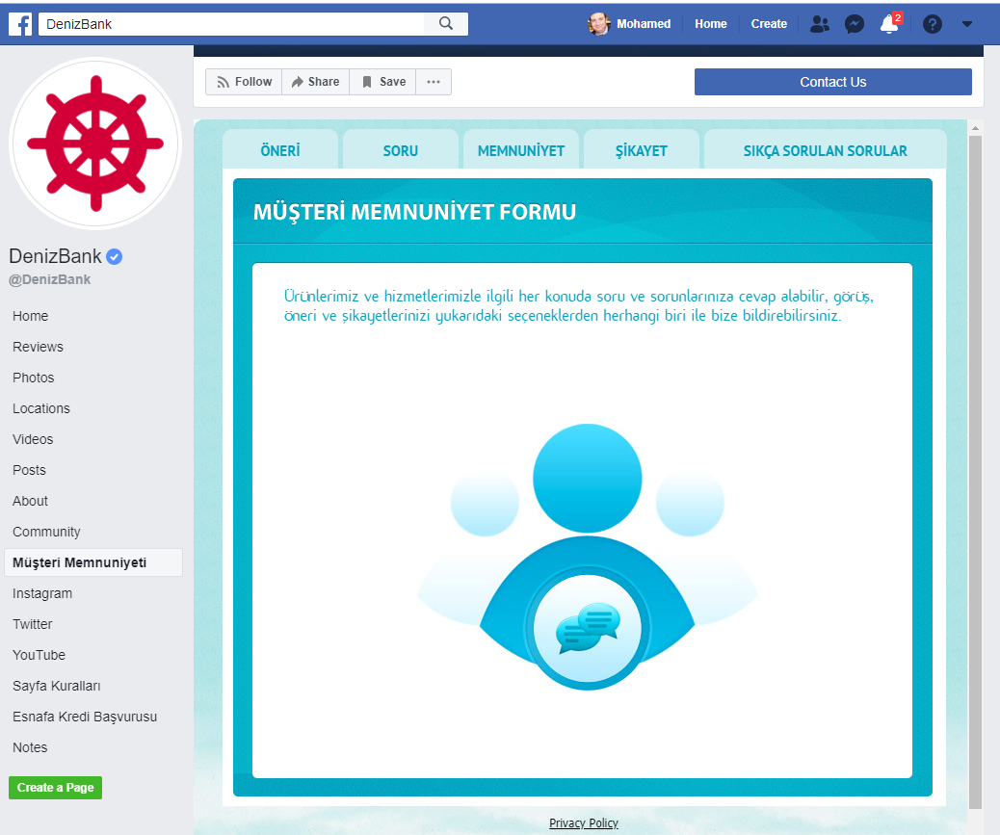 DenizBank
Mohamed Home Create 2
Follow Share Save
Contact Us
ÖNERİ SORU MEMNUNİYET ŞİKAYET SIKÇA SORULAN SORULAR
MÜŞTERİ MEMNUNİYET FORMU
Ürünlerimiz ve hizmetlerimizle ilgili her konuda soru ve sorunlarınıza cevap alabilir, görüş,
öneri ve şikayetlerinizi yukarıdaki seçeneklerden herhangi biri ile bize bildirebilirsiniz.
DenizBank
@DenizBank
Home
Reviews
Photos
Locations
Videos
Posts
About
Community
Müşteri Memnuniyeti
Instagram
Twitter
YouTube
Sayfa Kuralları
Esnafa Kredi Başvurusu
Notes
Create a Page
Privacy Policy